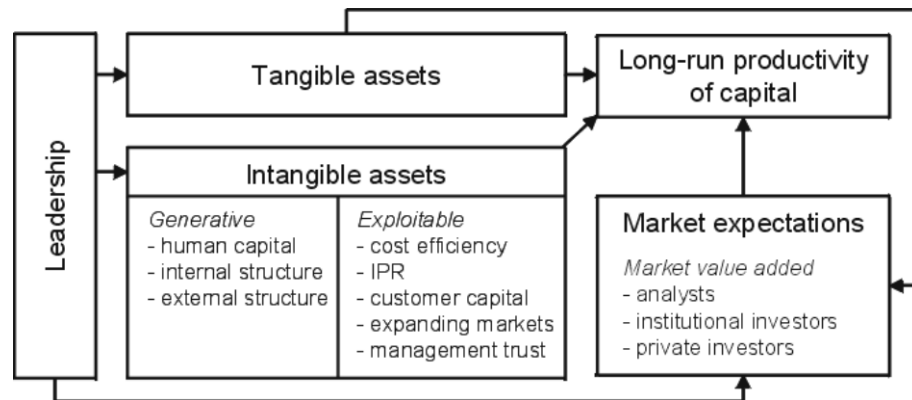 Leadership
Tangible assets
Long-run productivity
of capital
Intangible assets
Generative
- human capital
- internal structure
- external structure
Exploitable
- cost efficiency
- IPR
- customer capital
- expanding markets
- management trust
Market expectations
Market value added
- analysts
- institutional investors
- private investors